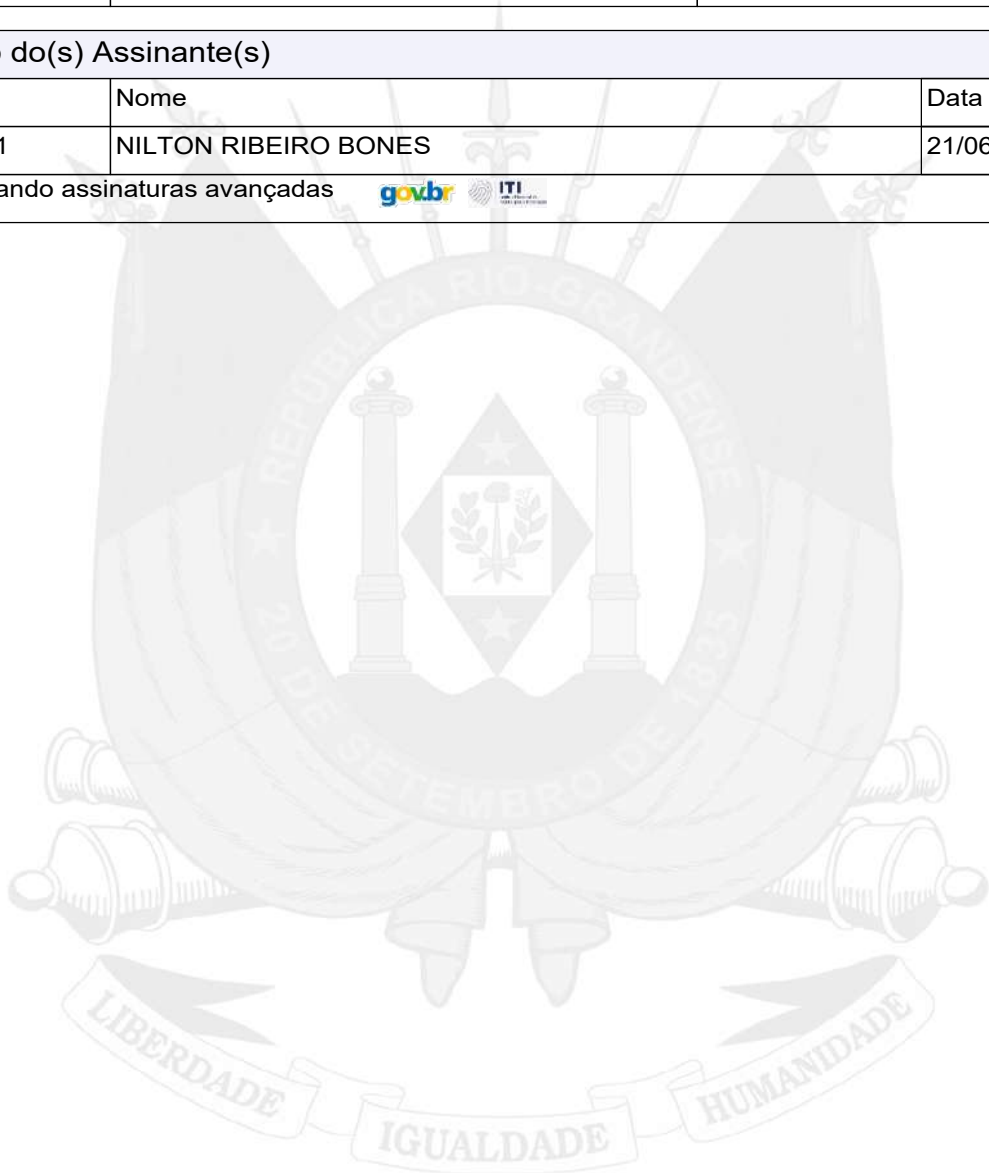 do(s) Assinante(s)
Nome Data
1 NILTON RIBEIRO BONES 21/06
ando assinaturas avançadas gov.br ITI
REPÚBLICA RIO-GRANDENSE
20 DE SETEMBRO DE 1835
LIBERDADE IGUALDADE HUMANIDADE